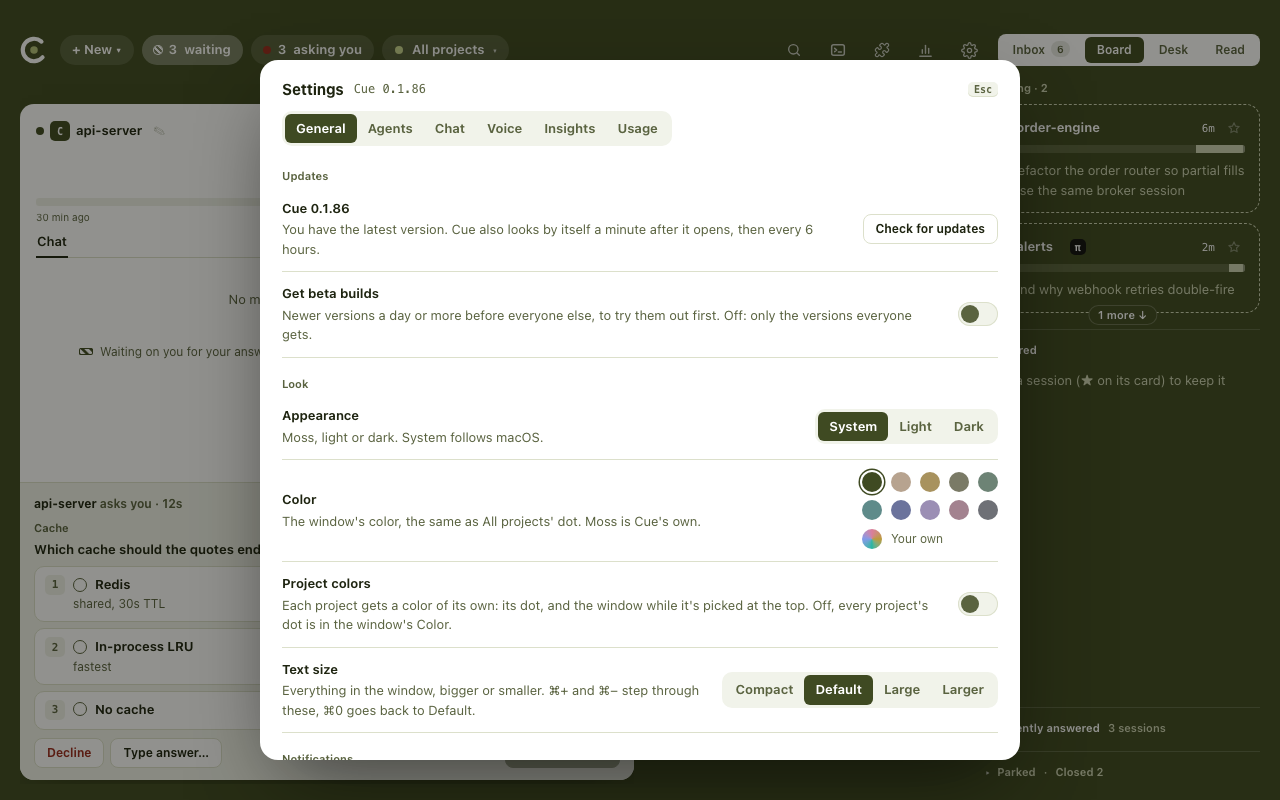 + New ▾
3 waiting
3 asking you
All projects
Inbox 6
Board
Desk
Read
Settings Cue 0.1.86
Esc
General
Agents
Chat
Voice
Insights
Usage
Updates
Cue 0.1.86
You have the latest version. Cue also looks by itself a minute after it opens, then every 6
hours.
Check for updates
Get beta builds
Newer versions a day or more before everyone else, to try them out first. Off: only the versions everyone
gets.
Look
Appearance
Moss, light or dark. System follows macOS.
System
Light
Dark
Color
The window's color, the same as All projects' dot. Moss is Cue's own.
Your own
Project colors
Each project gets a color of its own: its dot, and the window while it's picked at the top. Off, every project's
dot is in the window's Color.
Text size
Everything in the window, bigger or smaller. ⌘+ and ⌘− step through
these, ⌘0 goes back to Default.
Compact
Default
Large
Larger
Notifications
C api-server
30 min ago
Chat
No m
Waiting on you for your answ
api-server asks you · 12s
Cache
Which cache should the quotes end
1 Redis
shared, 30s TTL
2 In-process LRU
fastest
3 No cache
Decline
Type answer...
ng · 2
order-engine
6m
efactor the order router so partial fills
se the same broker session
alerts π
2m
nd why webhook retries double-fire
1 more ↓
red
session (★ on its card) to keep it
ently answered 3 sessions
Parked · Closed 2